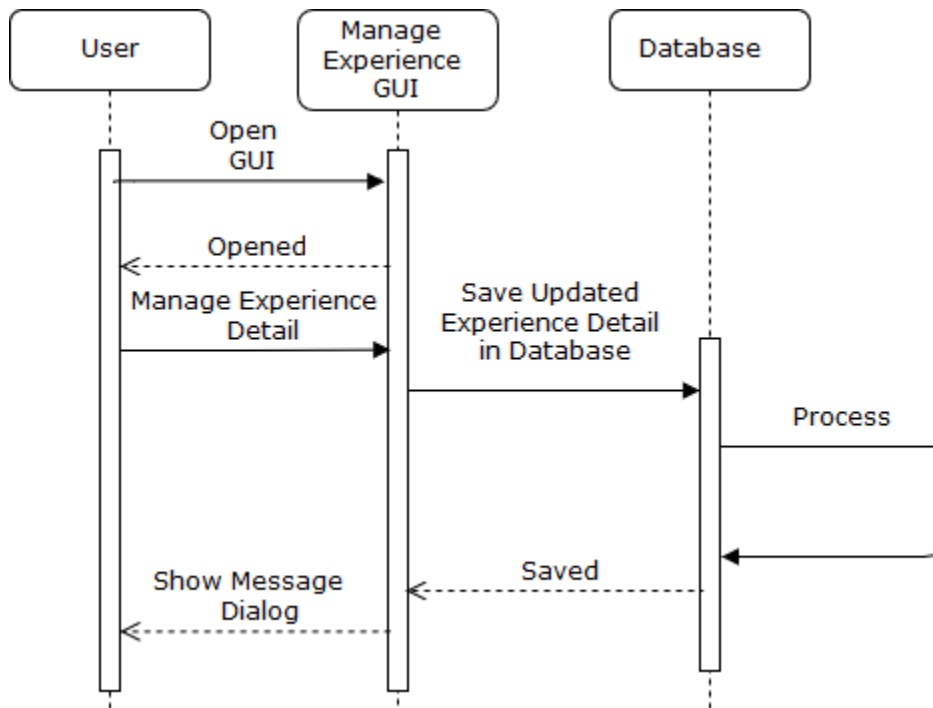 User
Manage
Experience
GUI
Database
Open
GUI
Opened
Manage Experience
Detail
Save Updated
Experience Detail
in Database
Process
Saved
Show Message
Dialog